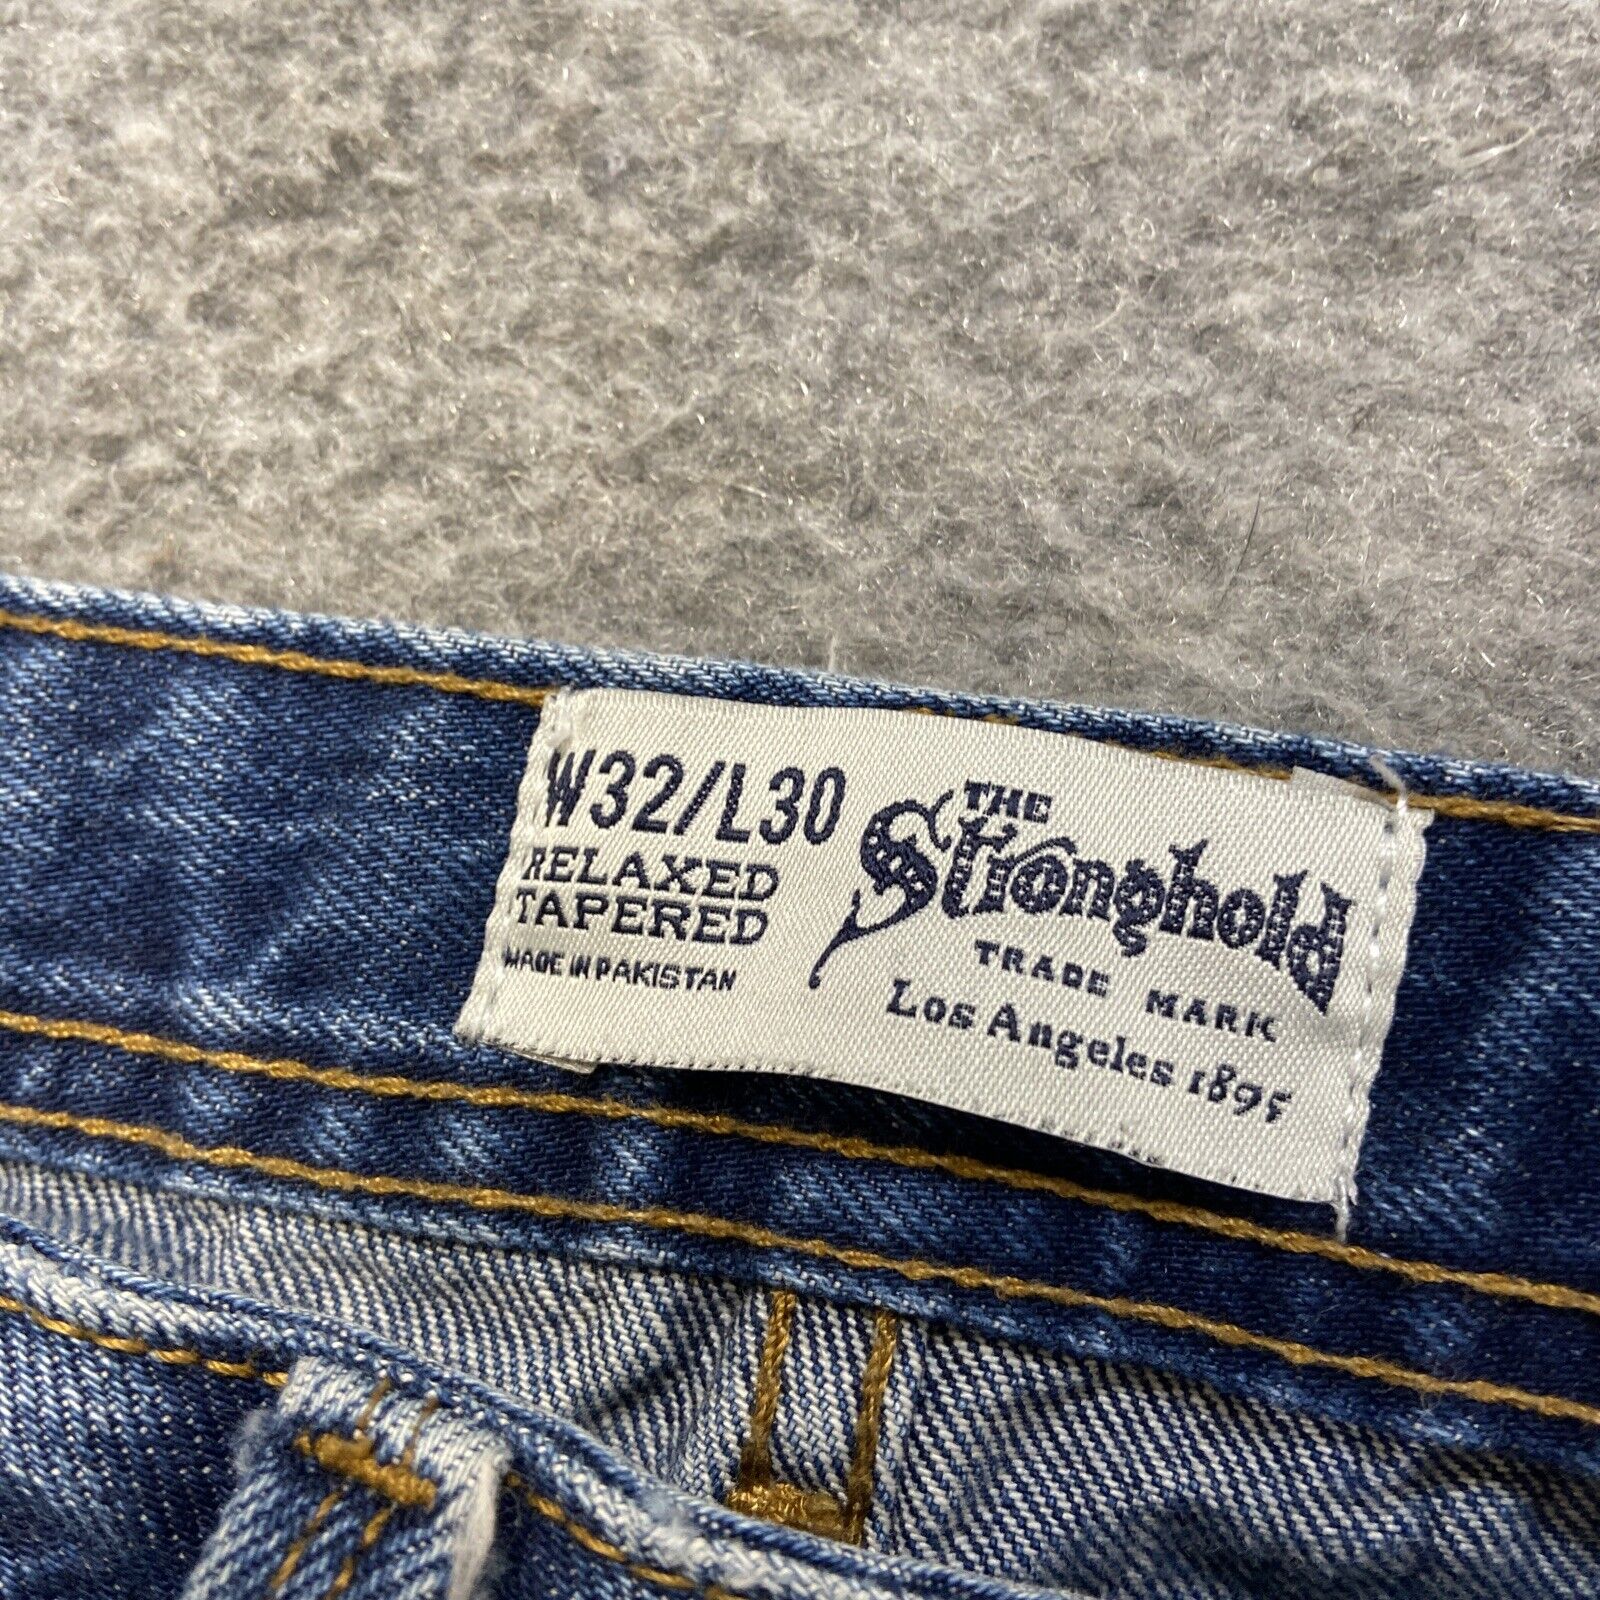 W32/L30
RELAXED
TAPERED
MADE IN PAKISTAN
THE
Stronghold
TRADE MARK
Los Angeles 1895